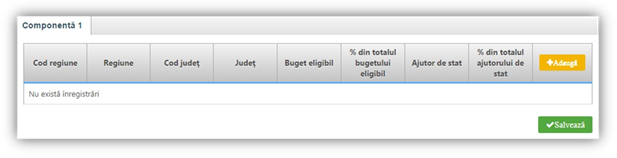 Componentă 1
Cod regiune
Regiune
Cod județ
Județ
Buget eligibil
% din totalul
bugetului
eligibil
Ajutor de stat
% din totalul
ajutorului de
stat
Adaugă
Nu există înregistrări
Salvează